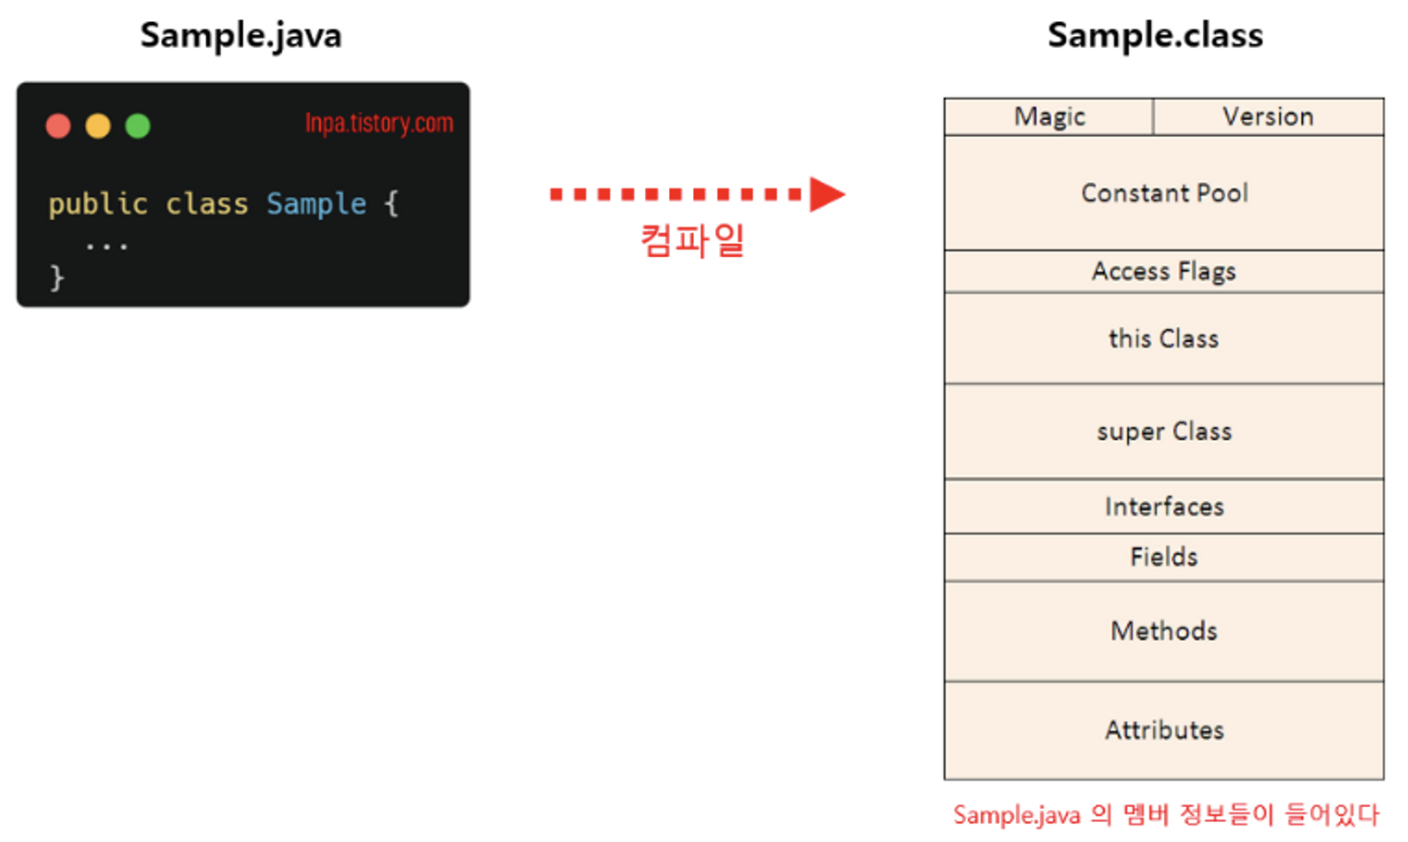 Sample.java
Sample.class
Inpa.tistory.com
public class Sample {
...
}
컴파일
Magic
Version
Constant Pool
Access Flags
this Class
super Class
Interfaces
Fields
Methods
Attributes
Sample.java 의 멤버 정보들이 들어있다